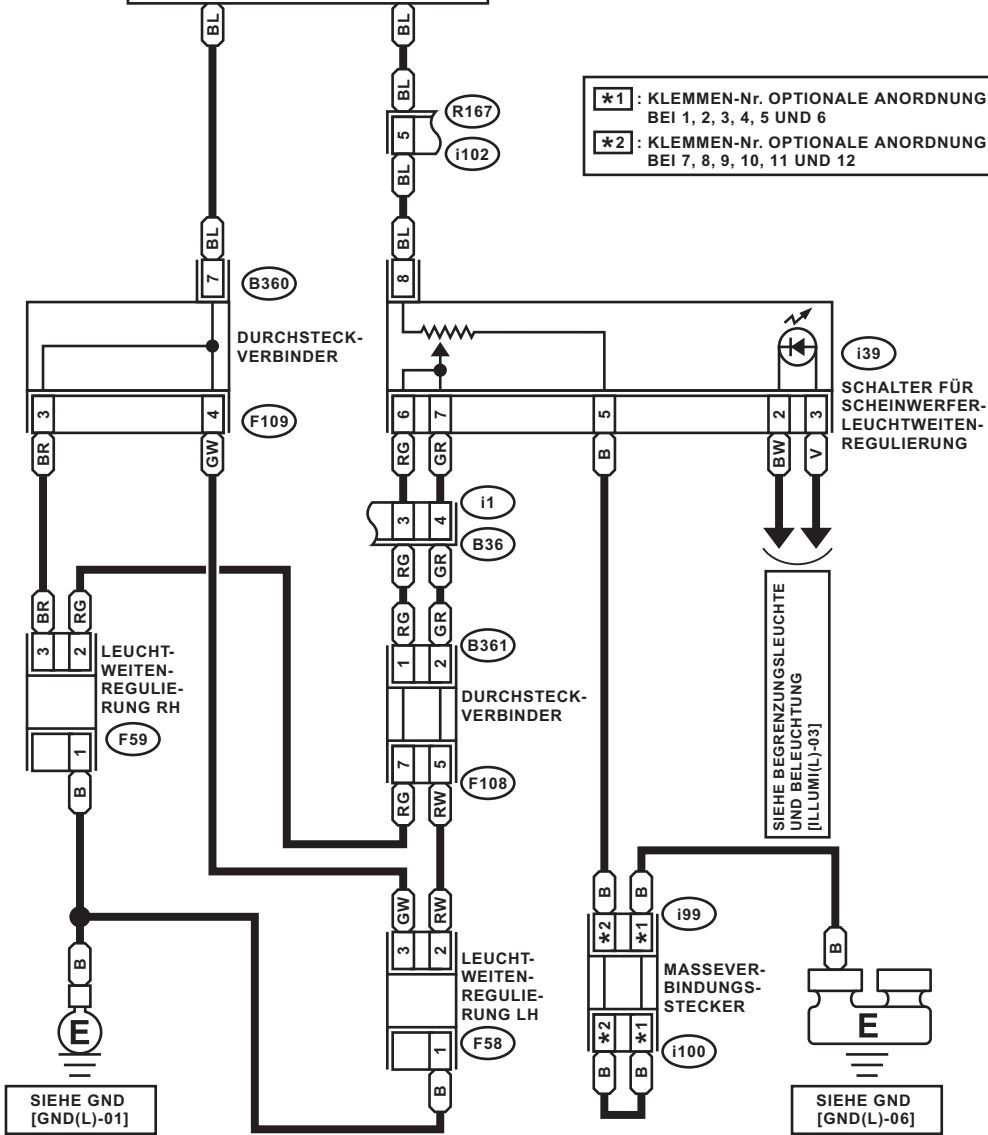 BL
BL
BL
R167
5
i102
BL
*1 : KLEMMEN-Nr. OPTIONALE ANORDNUNG
BEI 1, 2, 3, 4, 5 UND 6
*2 : KLEMMEN-Nr. OPTIONALE ANORDNUNG
BEI 7, 8, 9, 10, 11 UND 12
BL
BL
7
B360
8
DURCHSTECK-
VERBINDER
i39
SCHALTER FÜR
SCHEINWERFER-
LEUCHTWEITEN-
REGULIERUNG
3
4
F109
6
7
5
2
3
BR
GW
RG
GR
B
BW
V
3
4
i1
B36
RG
GR
BR
RG
RG
GR
3
2
LEUCHT-
WEITEN-
REGULIE-
RUNG RH
1
2
B361
DURCHSTECK-
VERBINDER
1
F59
7
5
F108
B
RG
RW
SIEHE BEGRENZUNGSLEUCHTE
UND BELEUCHTUNG
[ILLUMI(L)-03]
GW
RW
B
B
3
2
*2
*1
i99
B
B
LEUCHT-
WEITEN-
REGULIE-
RUNG LH
MASSEVER-
BINDUNGS-
STECKER
E
1
F58
*2
*1
i100
E
B
B
B
SIEHE GND
[GND(L)-01]
SIEHE GND
[GND(L)-06]